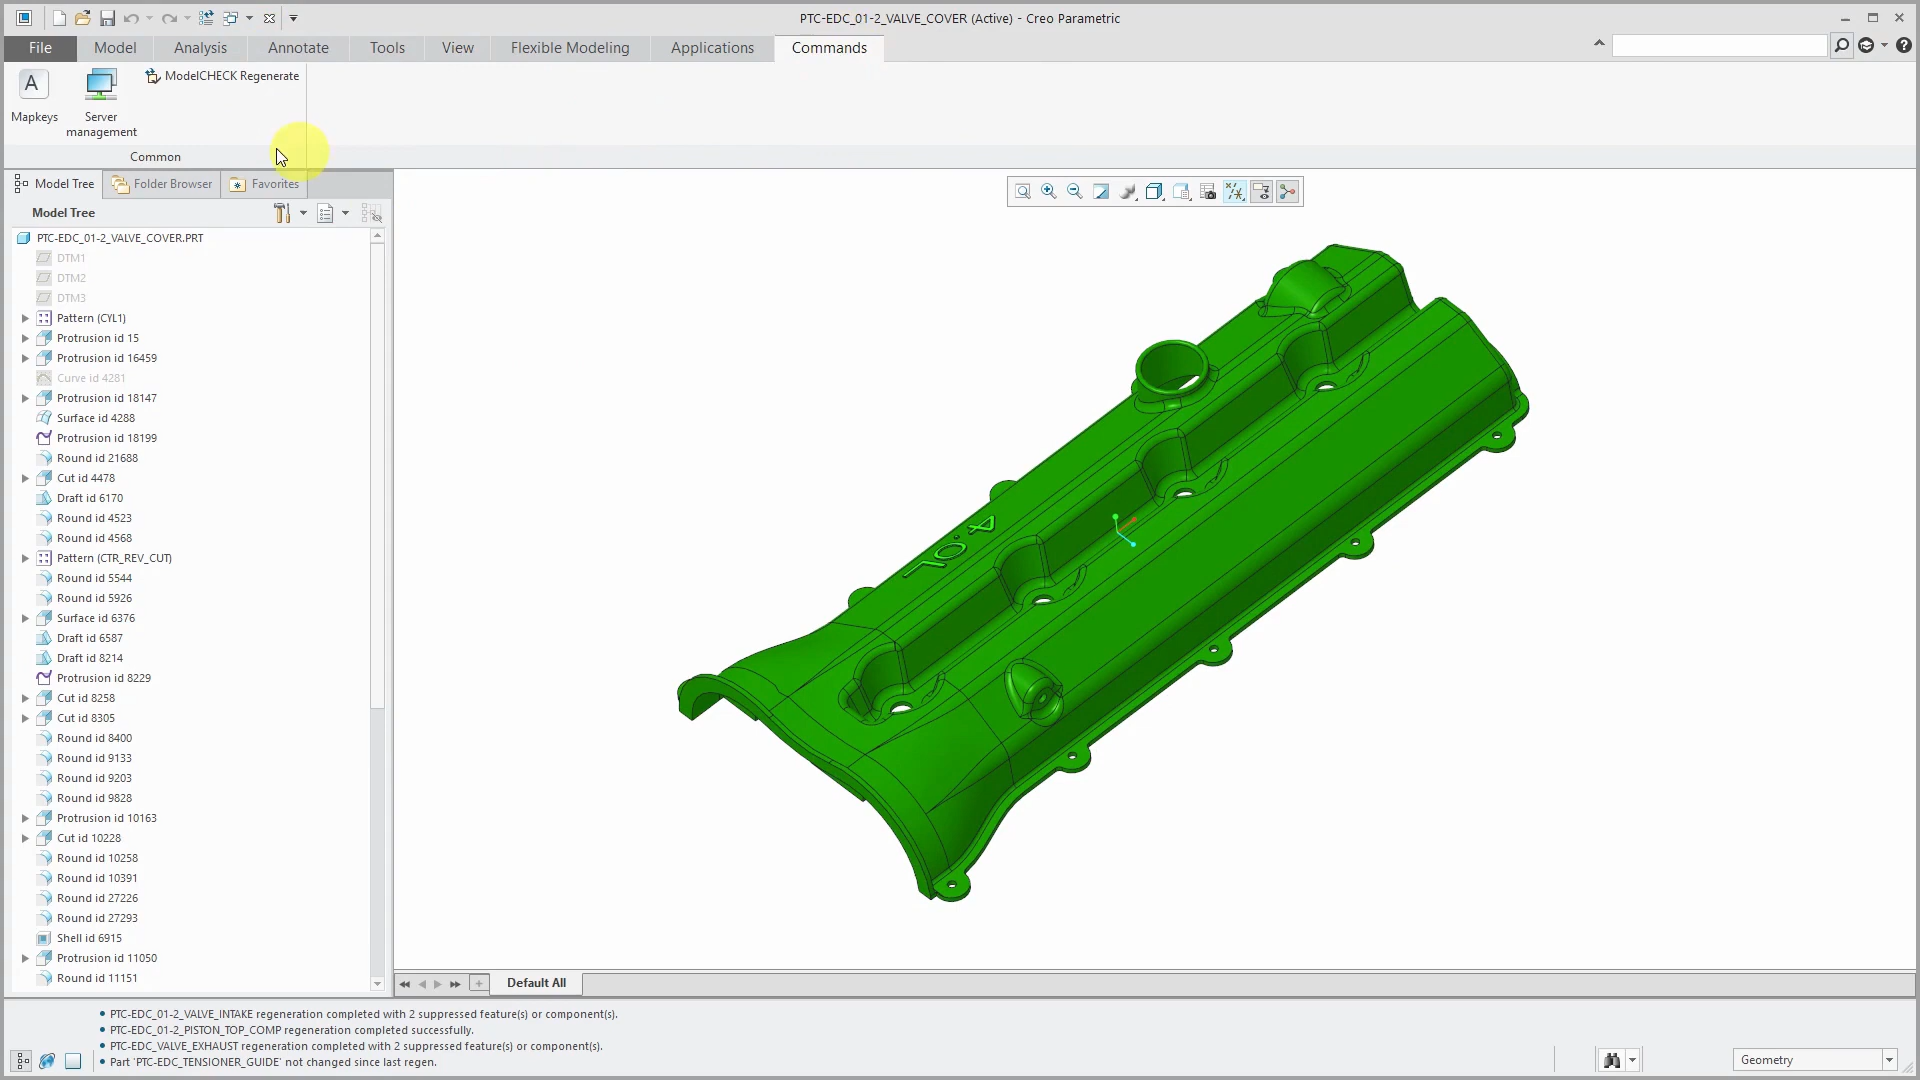 PTC-EDC_01-2_VALVE_COVER (Active) - Creo Parametric
File Model Analysis Annotate Tools View Flexible Modeling Applications Commands
A
ModelCHECK Regenerate
Mapkeys
Server
management
Common
Model Tree Folder Browser Favorites
Model Tree
PTC-EDC_01-2_VALVE_COVER.PRT
DTM1
DTM2
DTM3
Pattern (CYL1)
Protrusion id 15
Protrusion id 16459
Curve id 4281
Protrusion id 18147
Surface id 4288
Protrusion id 18199
Round id 21688
Cut id 4478
Draft id 6170
Round id 4523
Round id 4568
Pattern (CTR_REV_CUT)
Round id 5544
Round id 5926
Surface id 6376
Draft id 6587
Draft id 8214
Protrusion id 8229
Cut id 8258
Cut id 8305
Round id 8400
Round id 9133
Round id 9203
Round id 9828
Protrusion id 10163
Cut id 10228
Round id 10258
Round id 10391
Round id 27226
Round id 27293
Shell id 6915
Protrusion id 11050
Round id 11151
4.0L
Default All
PTC-EDC_01-2_VALVE_INTAKE regeneration completed with 2 suppressed feature(s) or component(s).
PTC-EDC_01-2_PISTON_TOP_COMP regeneration completed successfully.
PTC-EDC_VALVE_EXHAUST regeneration completed with 2 suppressed feature(s) or component(s).
Part 'PTC-EDC_TENSIONER_GUIDE' not changed since last regen.
Geometry